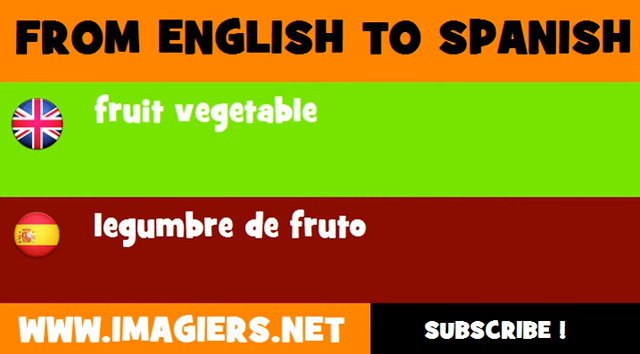 FROM ENGLISH TO SPANISH
fruit vegetable
legumbre de fruto
WWW.IMAGIERS.NET
SUBSCRIBE !